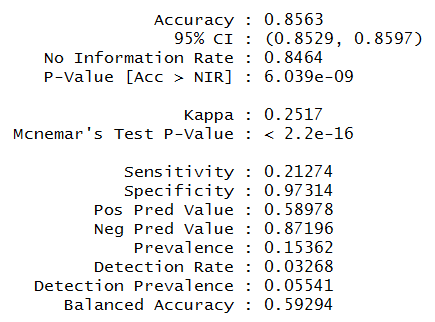 Accuracy : 0.8563
95% CI : (0.8529, 0.8597)
No Information Rate : 0.8464
P-Value [Acc > NIR] : 6.039e-09
Kappa : 0.2517
Mcnemar's Test P-Value : < 2.2e-16
Sensitivity : 0.21274
Specificity : 0.97314
Pos Pred Value : 0.58978
Neg Pred Value : 0.87196
Prevalence : 0.15362
Detection Rate : 0.03268
Detection Prevalence : 0.05541
Balanced Accuracy : 0.59294